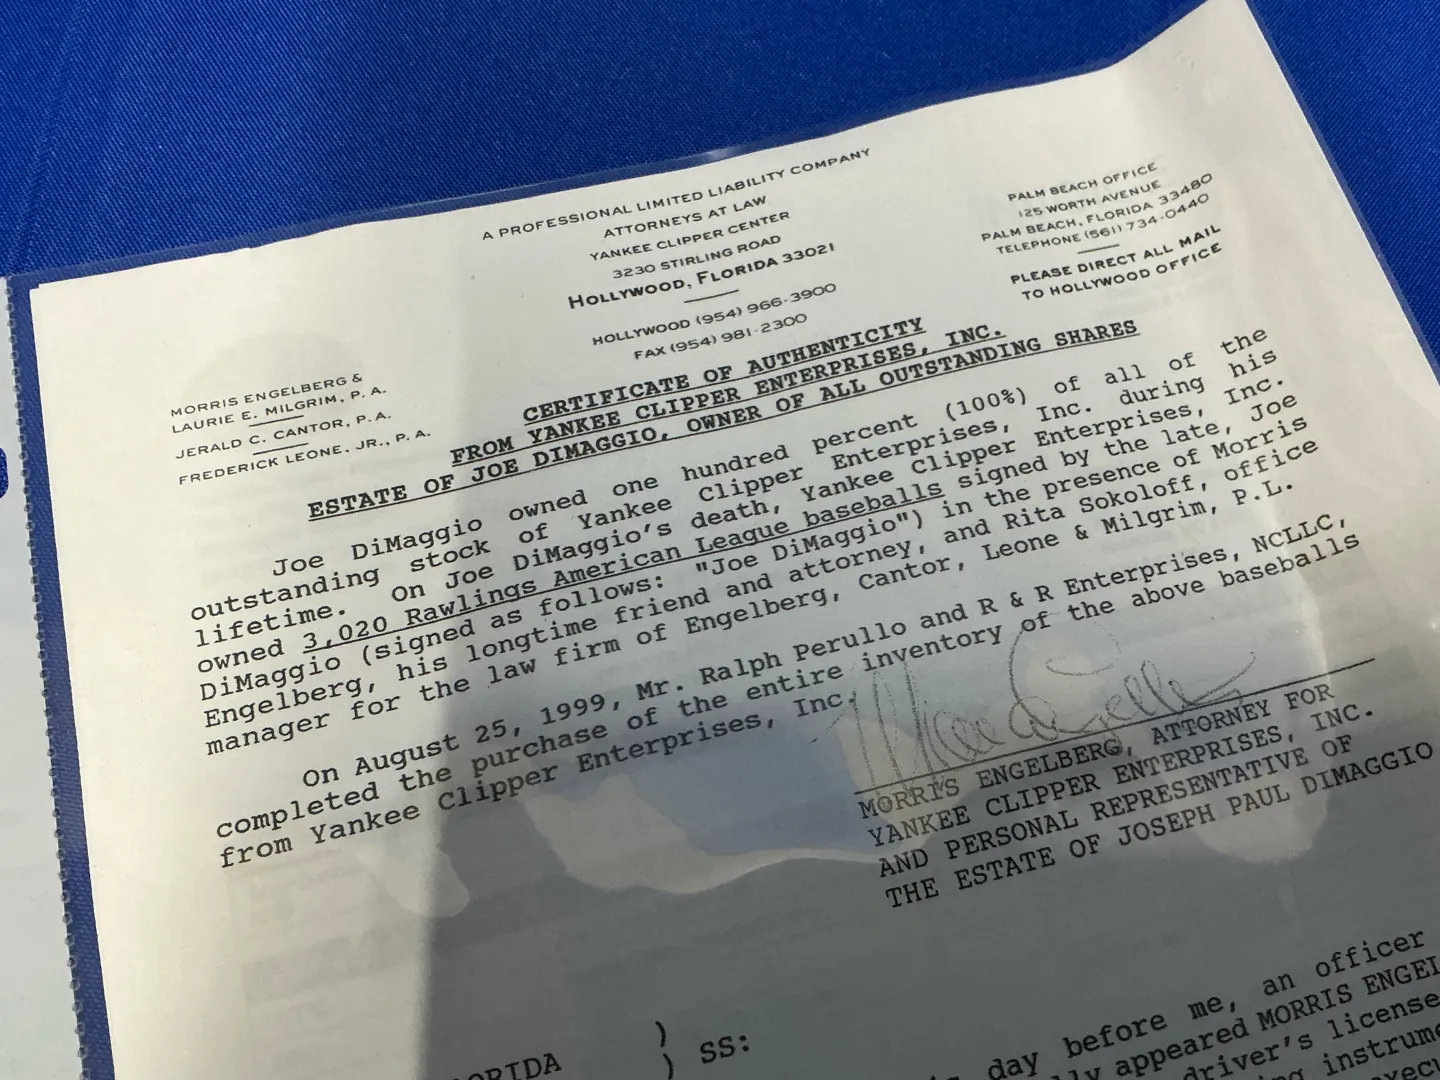 A PROFESSIONAL LIMITED LIABILITY COMPANY
ATTORNEYS AT LAW
YANKEE CLIPPER CENTER
3230 STIRLING ROAD
HOLLYWOOD, FLORIDA 33021
HOLLYWOOD (954) 966-3900
FAX (954) 981-2300
PALM BEACH OFFICE
125 WORTH AVENUE
PALM BEACH, FLORIDA 33480
TELEPHONE (561) 734-0440
PLEASE DIRECT ALL MAIL
TO HOLLYWOOD OFFICE
MORRIS ENGELBERG &
LAURIE E. MILGRIM, P. A.
JERALD C. CANTOR, P.A.
FREDERICK LEONE, JR., P. A.
CERTIFICATE OF AUTHENTICITY
FROM YANKEE CLIPPER ENTERPRISES, INC.
ESTATE OF JOE DIMAGGIO, OWNER OF ALL OUTSTANDING SHARES
Joe DiMaggio owned one hundred percent (100%) of all of the
outstanding stock of Yankee Clipper Enterprises, Inc. during his
lifetime. On Joe DiMaggio's death, Yankee Clipper Enterprises, Inc.
owned 3,020 Rawlings American League baseballs signed by the late, Joe
DiMaggio (signed as follows: "Joe DiMaggio") in the presence of Morris
Engelberg, his longtime friend and attorney, and Rita Sokoloff, office
manager for the law firm of Engelberg, Cantor, Leone & Milgrim, P.L.
On August 25, 1999, Mr. Ralph Perullo and R & R Enterprises, NCLLC,
completed the purchase of the entire inventory of the above baseballs
from Yankee Clipper Enterprises, Inc.
MORRIS ENGELBERG, ATTORNEY FOR
YANKEE CLIPPER ENTERPRISES, INC.
AND PERSONAL REPRESENTATIVE OF
THE ESTATE OF JOSEPH PAUL DIMAGGIO
)
ORIDA ) SS:
day before me, an officer
ly appeared MORRIS ENGEL
driver's license
ng instrume